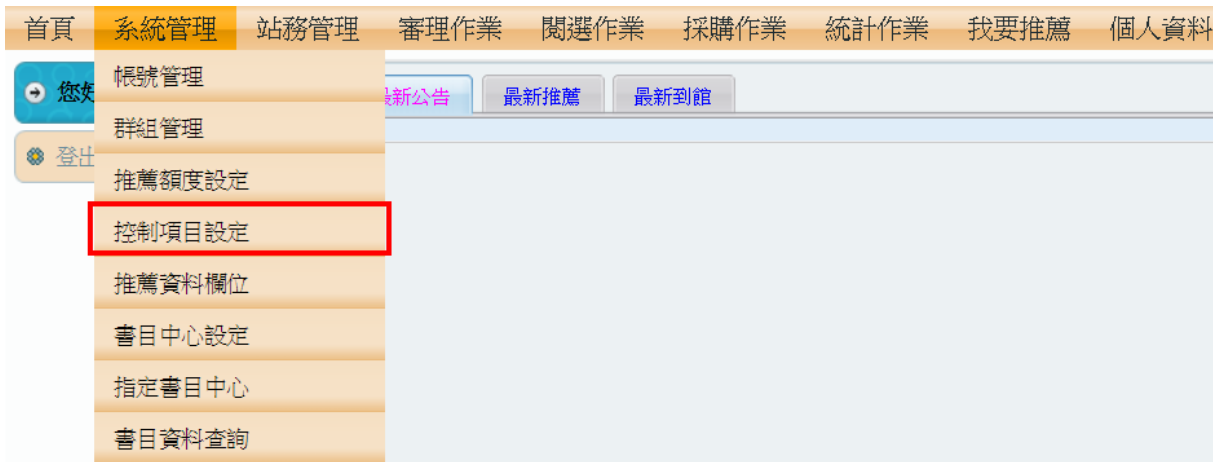 首頁 系統管理 站務管理 審理作業 閱選作業 採購作業 統計作業 我要推薦 個人資料
帳號管理
您好 最新公告 最新推薦 最新到館
群組管理
登出
推薦額度設定
控制項目設定
推薦資料欄位
書目中心設定
指定書目中心
書目資料查詢